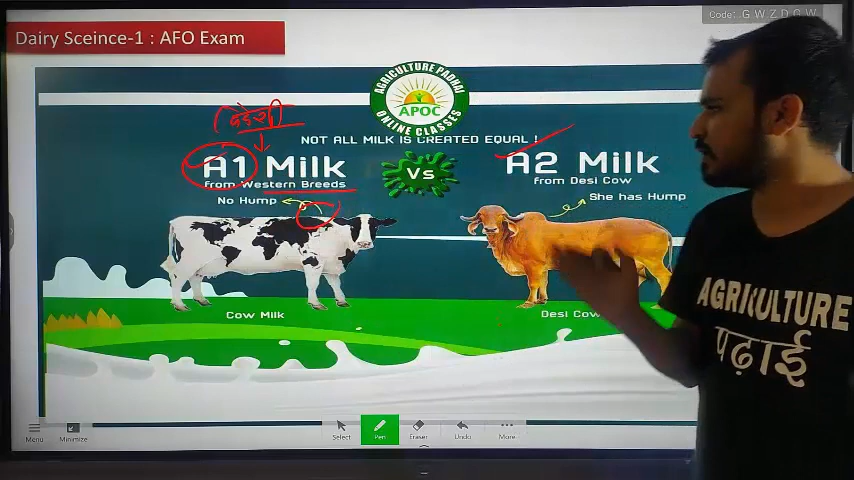 Code: G W Z D C W
Dairy Sceince-1 : AFO Exam
AGRICULTURE PADHAI
APOC
ONLINE CLASSES
NOT ALL MILK IS CREATED EQUAL !
A1 Milk
from Western Breeds
Vs
A2 Milk
from Desi Cow
No Hump
She has Hump
Cow Milk
Desi Cow
AGRICULTURE
पढ़ाई
Menu
Minimize
Select
Pen
Eraser
Undo
More